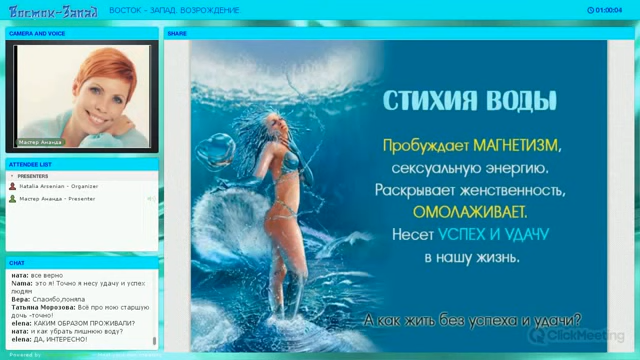 Восток-Запад
ВОСТОК - ЗАПАД. ВОЗРОЖДЕНИЕ
01:00:04
CAMERA AND VOICE
Мастер Ананда
ATTENDEE LIST
PRESENTERS
Natalia Arsenian - Organizer
Мастер Ананда - Presenter
CHAT
ната: все верно
Nama: это я! Точно я несу удачу и успех
людям
Вера: Спасибо,поняла
Татьяна Морозова: Всё про мою старшую
дочь -точно!
elena: КАКИМ ОБРАЗОМ ПРОЖИВАЛИ?
ната: и как убрать лишнюю воду?
elena: ДА, ИНТЕРЕСНО!
Powered by
SHARE
СТИХИЯ ВОДЫ
Пробуждает МАГНЕТИЗМ,
сексуальную энергию.
Раскрывает женственность,
ОМОЛАЖИВАЕТ.
Несет УСПЕХ И УДАЧУ
в нашу жизнь.
А как жить без успеха и удачи?
ClickMeeting